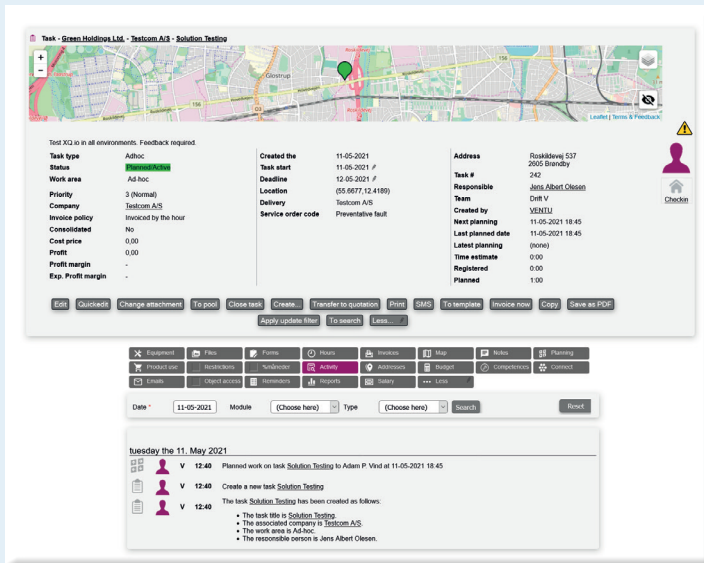 Task - Green Holdings Ltd. - Testcom A/S - Solution Testing
+
-
Glostrup
156
156
O3
Leaflet | Terms & Feedback
Test XQ.io in all environments. Feedback required.
Task type Adhoc
Status Planned/Active
Work area Ad-hoc
Priority 3 (Normal)
Company Testcom A/S
Invoice policy Invoiced by the hour
Consolidated No
Cost price 0,00
Profit 0,00
Profit margin -
Exp. Profit margin -
Created the 11-05-2021
Task start 11-05-2021
Deadline 12-05-2021
Location (55.6677,12.4189)
Delivery Testcom A/S
Service order code Preventative fault
Address Roskildevej 537
2605 Brøndby
Task # 242
Responsible Jens Albert Olesen
Team Drift V
Created by VENTU
Next planning 11-05-2021 18:45
Last planned date 11-05-2021 18:45
Latest planning (none)
Time estimate 0:00
Registered 0:00
Planned 1:00
Checkin
Edit Quickedit Change attachment To pool Close task Create... Transfer to quotation Print SMS To template Invoice now Copy Save as PDF
Apply update filter To search Less...
Equipment Files Forms Hours Invoices Map Notes Planning
Product use Restrictions %måneder Activity Addresses Budget Competences Connect
Emails Object access Reminders Reports Salary Less
Date * 11-05-2021 Module (Choose here) Type (Choose here) Search Reset
tuesday the 11. May 2021
V 12:40 Planned work on task Solution Testing to Adam P. Vind at 11-05-2021 18:45
V 12:40 Create a new task Solution Testing
V 12:40 The task Solution Testing has been created as follows:
• The task title is Solution Testing.
• The associated company is Testcom A/S.
• The work area is Ad-hoc.
• The responsible person is Jens Albert Olesen.